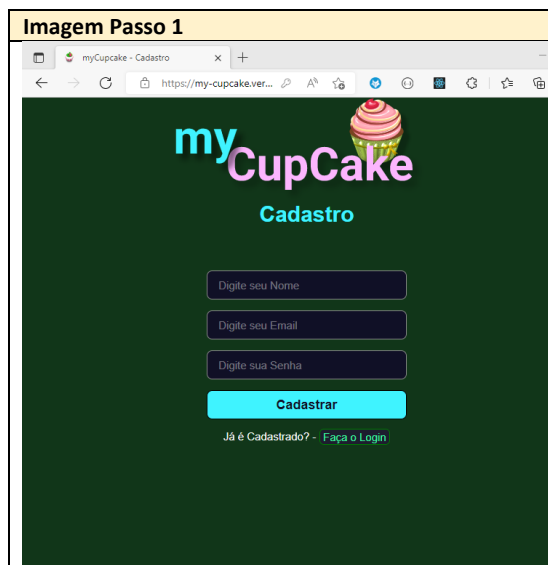 Imagem Passo 1
myCupcake - Cadastro
https://my-cupcake.ver...
my
CupCake
Cadastro
Digite seu Nome
Digite seu Email
Digite sua Senha
Cadastrar
Já é Cadastrado? - Faça o Login